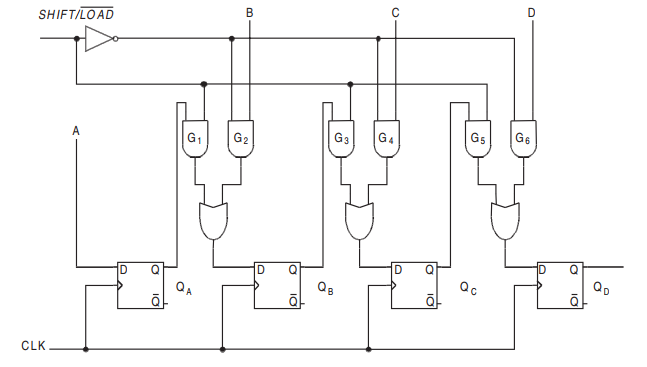 SHIFT/LOAD
B C D
A
G1 G2 G3 G4 G5 G6
D Q QA D Q QB D Q QC D Q QD
Q Q Q Q
CLK